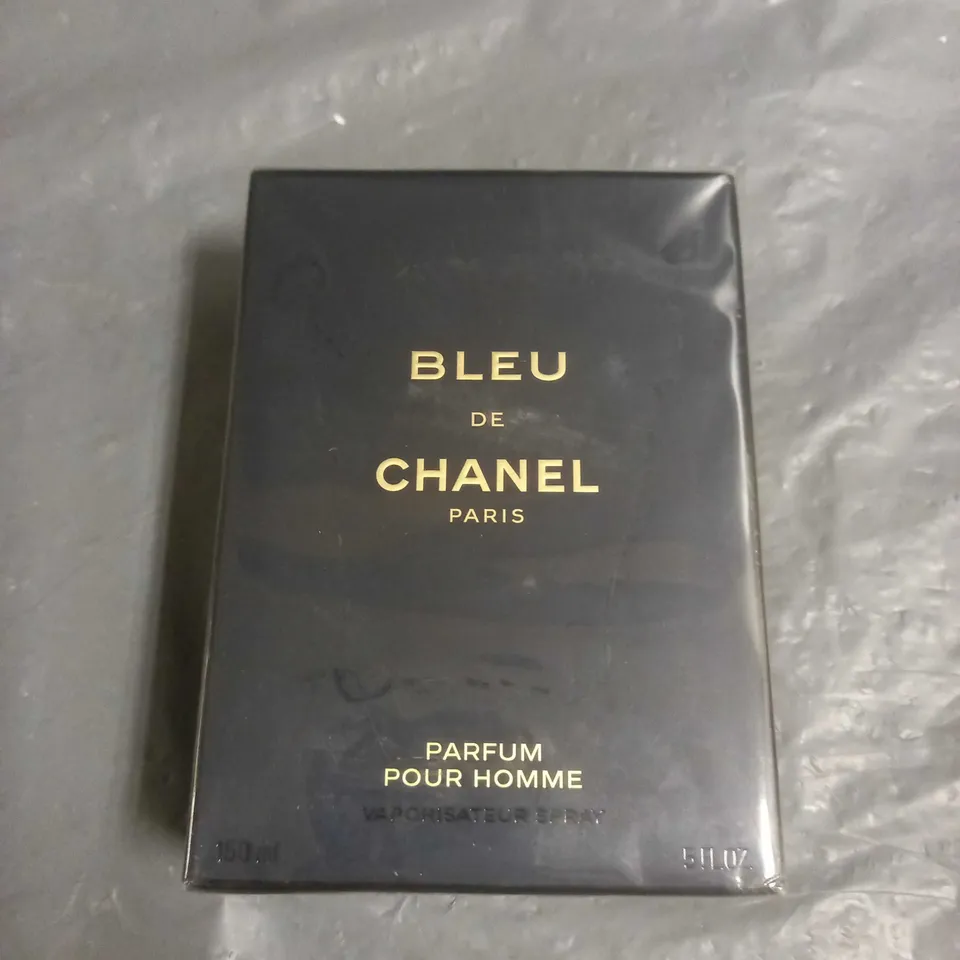 BLEU
DE
CHANEL
PARIS
PARFUM
POUR HOMME
VAPORISATEUR SPRAY
150 ml
5 FL.OZ.